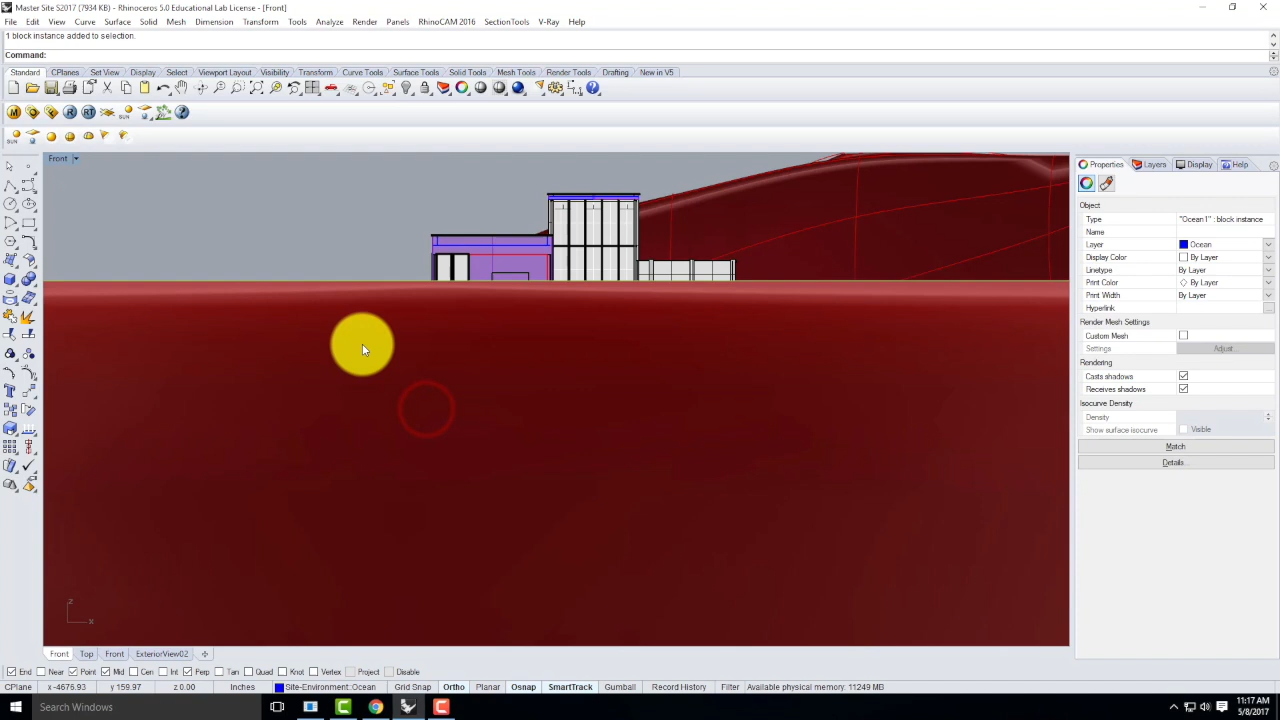 Master Site S2017 (7934 KB) - Rhinoceros 5.0 Educational Lab License - [Front]
File Edit View Curve Surface Solid Mesh Dimension Transform Tools Analyze Render Panels RhinoCAM 2016 SectionTools V-Ray Help
1 block instance added to selection.
Command:
Standard CPlanes Set View Display Select Viewport Layout Visibility Transform Curve Tools Surface Tools Solid Tools Mesh Tools Render Tools Drafting New in V5
M R RT SUN
SUN
Front
Properties Layers Display Help
Object
Type "Ocean I" : block instance
Name
Layer Ocean
Display Color By Layer
Linetype By Layer
Print Color By Layer
Print Width By Layer
Hyperlink
Render Mesh Settings
Custom Mesh
Settings Adjust...
Rendering
Casts shadows
Receives shadows
Isocurve Density
Density
Show surface isocurve Visible
Match
Details...
z
x
Front Top Front ExteriorView02
End Near Point Mid Cen Int Perp Tan Quad Knot Vertex Project Disable
CPlane x -4676.93 y 159.97 z 0.00 Inches Site-Environment:Ocean Grid Snap Ortho Planar Osnap SmartTrack Gumball Record History Filter Available physical memory: 11249 MB
Search Windows
11:17 AM
5/8/2017